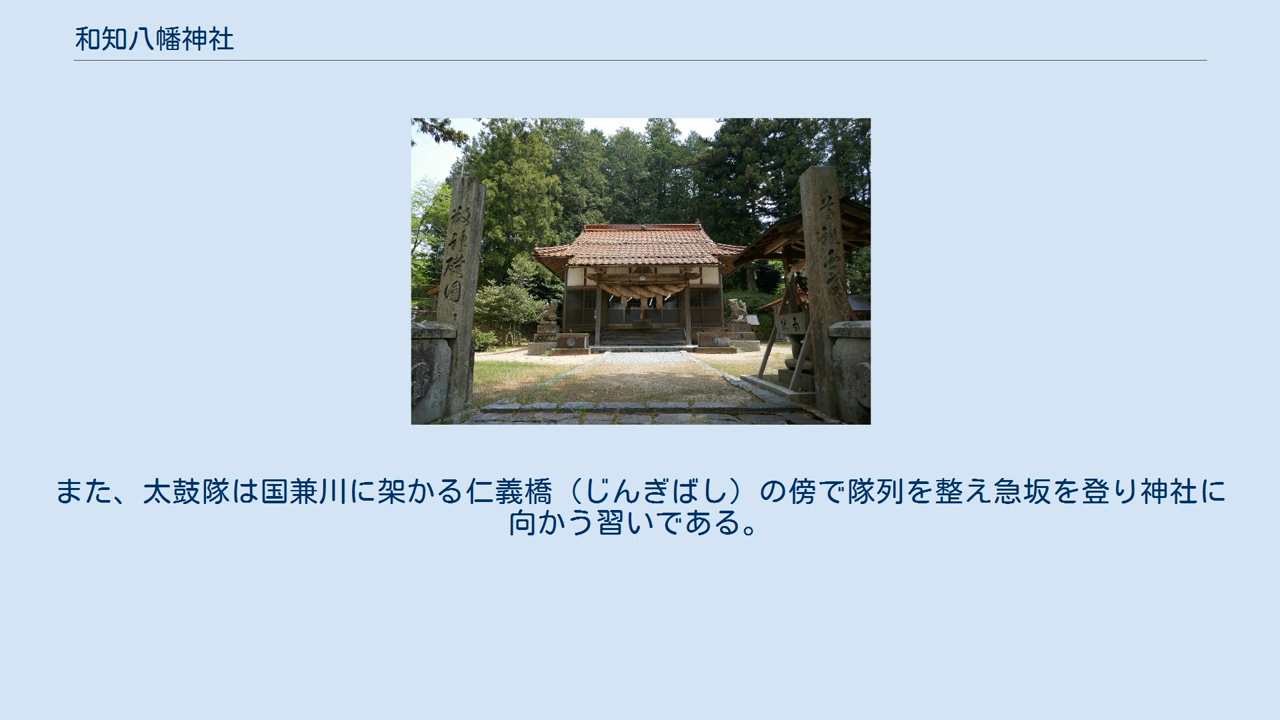 和知八幡神社
また、太鼓隊は国兼川に架かる仁義橋（じんぎばし）の傍で隊列を整え急坂を登り神社に
向かう習いである。